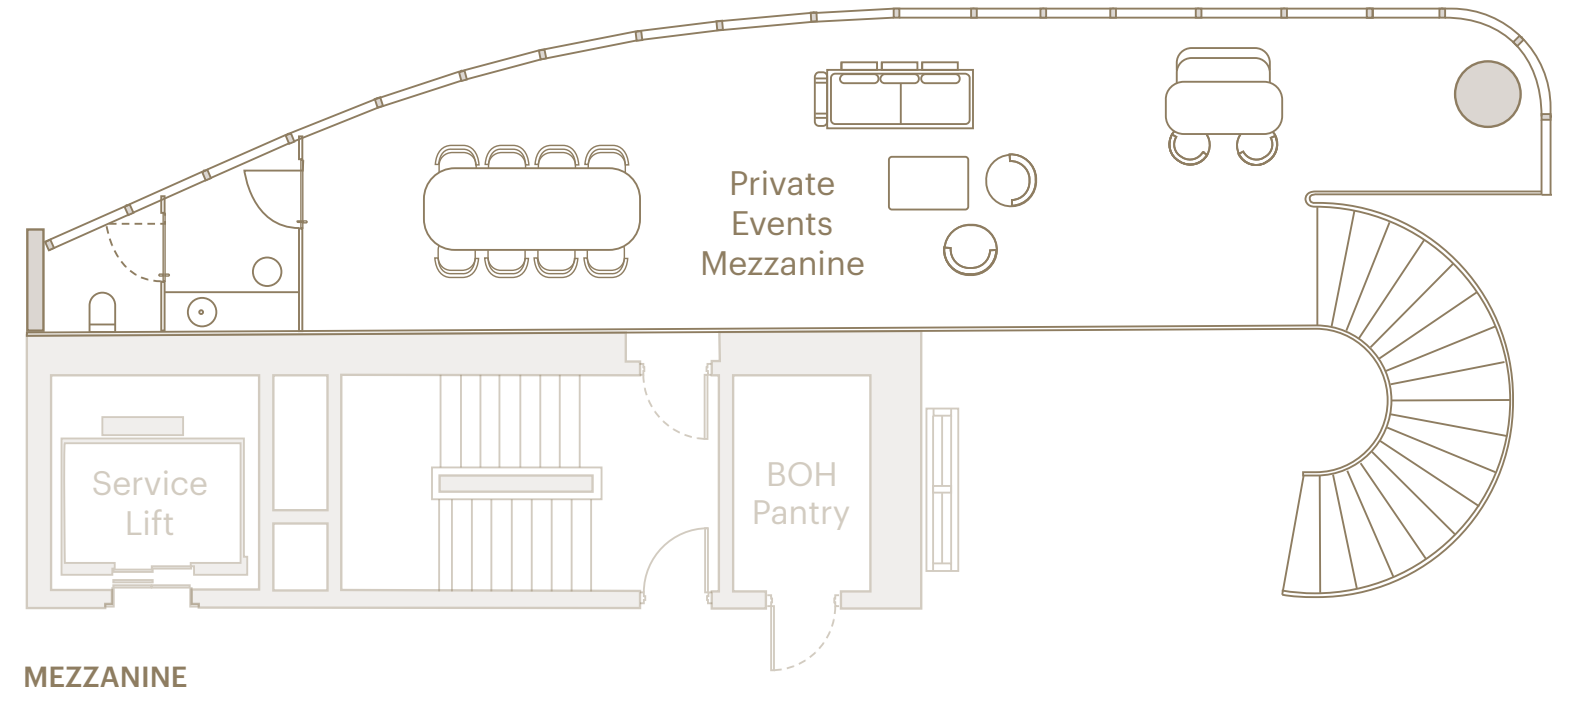 Private
Events
Mezzanine
Service
Lift
BOH
Pantry
MEZZANINE